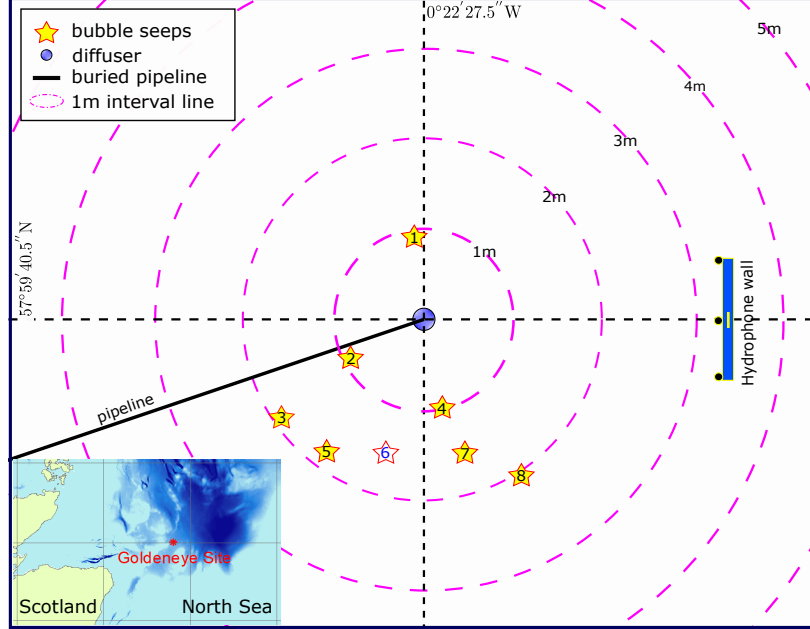 0°22′27.5″W
bubble seeps
diffuser
buried pipeline
1m interval line
5m
4m
3m
2m
1m
57°59′40.5″N
1
2
3
4
5
6
7
8
Hydrophone wall
pipeline
Goldeneye Site
Scotland
North Sea